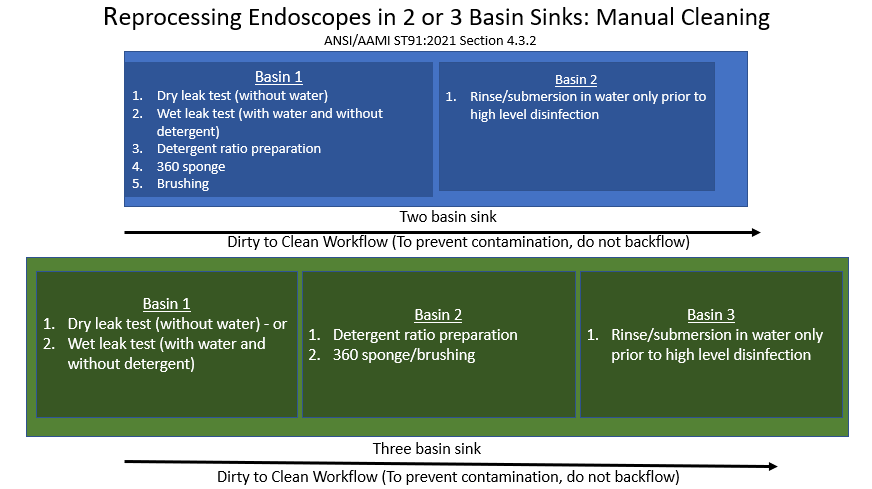 Reprocessing Endoscopes in 2 or 3 Basin Sinks: Manual Cleaning
ANSI/AAMI ST91:2021 Section 4.3.2
Basin 1
1. Dry leak test (without water)
2. Wet leak test (with water and without
detergent)
3. Detergent ratio preparation
4. 360 sponge
5. Brushing
Basin 2
1. Rinse/submersion in water only prior to
high level disinfection
Two basin sink
Dirty to Clean Workflow (To prevent contamination, do not backflow)
Basin 1
1. Dry leak test (without water) - or
2. Wet leak test (with water and
without detergent)
Basin 2
1. Detergent ratio preparation
2. 360 sponge/brushing
Basin 3
1. Rinse/submersion in water only
prior to high level disinfection
Three basin sink
Dirty to Clean Workflow (To prevent contamination, do not backflow)